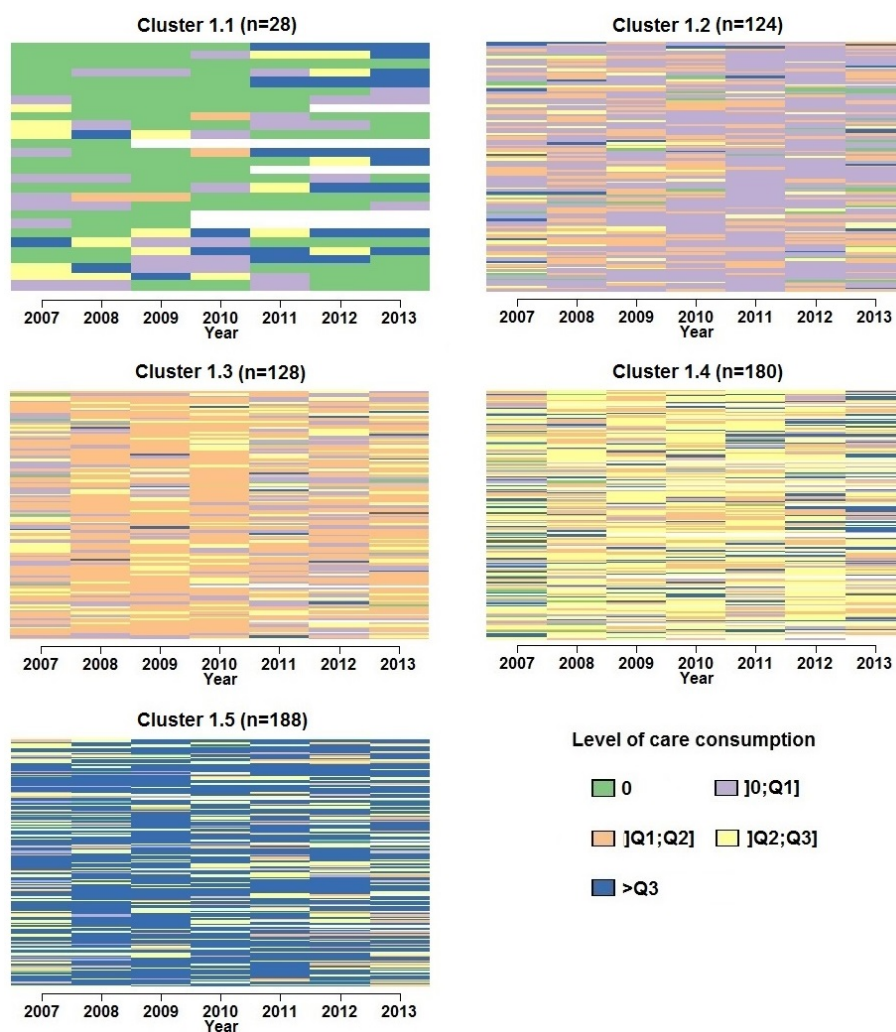 Cluster 1.1 (n=28)
2007 2008 2009 2010 2011 2012 2013
Year
Cluster 1.2 (n=124)
2007 2008 2009 2010 2011 2012 2013
Year
Cluster 1.3 (n=128)
2007 2008 2009 2010 2011 2012 2013
Year
Cluster 1.4 (n=180)
2007 2008 2009 2010 2011 2012 2013
Year
Cluster 1.5 (n=188)
2007 2008 2009 2010 2011 2012 2013
Year
Level of care consumption
0
]0;Q1]
]Q1;Q2]
]Q2;Q3]
>Q3